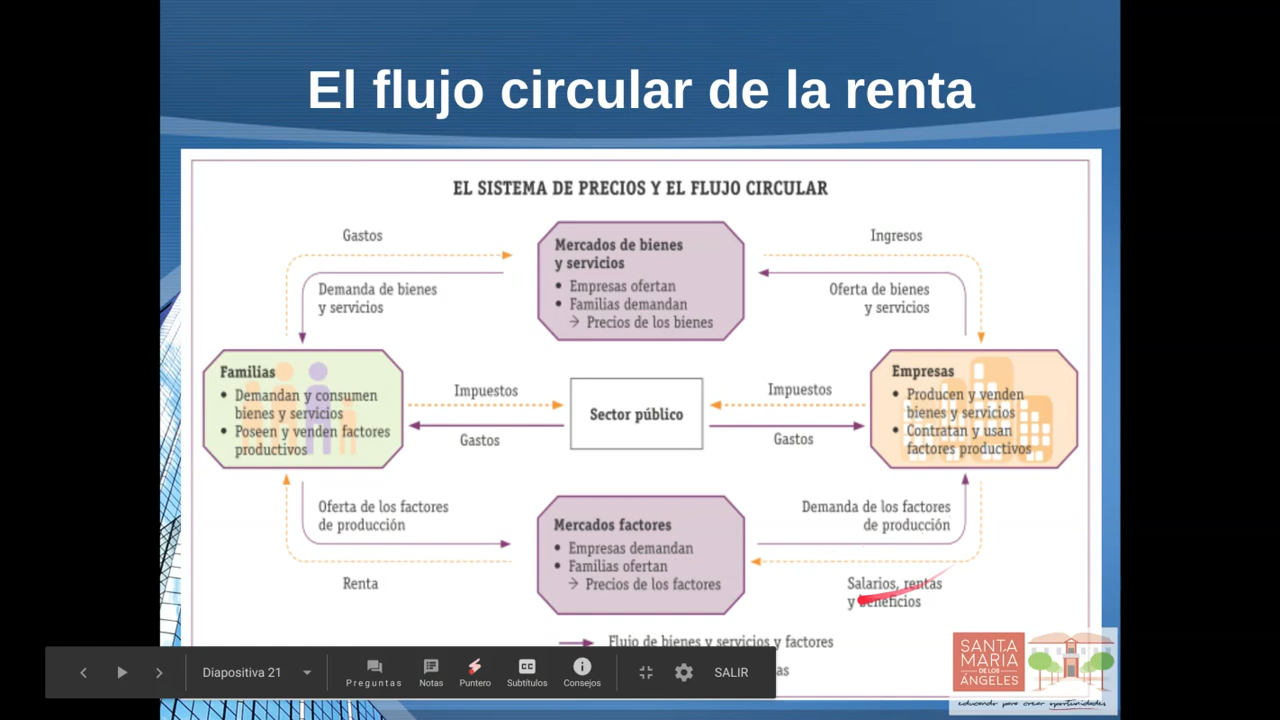 El flujo circular de la renta
EL SISTEMA DE PRECIOS Y EL FLUJO CIRCULAR
Gastos
Demanda de bienes
y servicios
Mercados de bienes
y servicios
• Empresas ofertan
• Familias demandan
→ Precios de los bienes
Ingresos
Oferta de bienes
y servicios
Familias
• Demandan y consumen
bienes y servicios
• Poseen y venden factores
productivos
Impuestos
Gastos
Sector público
Impuestos
Gastos
Empresas
• Producen y venden
bienes y servicios
• Contratan y usan
factores productivos
Oferta de los factores
de producción
Renta
Mercados factores
• Empresas demandan
• Familias ofertan
→ Precios de los factores
Demanda de los factores
de producción
Salarios, rentas
y beneficios
Flujo de bienes y servicios y factores
Diapositiva 21
Preguntas
Notas
Puntero
CC
Subtítulos
Consejos
SALIR
SANTA
MARÍA
DE LOS
ÁNGELES
educando para crear oportunidades